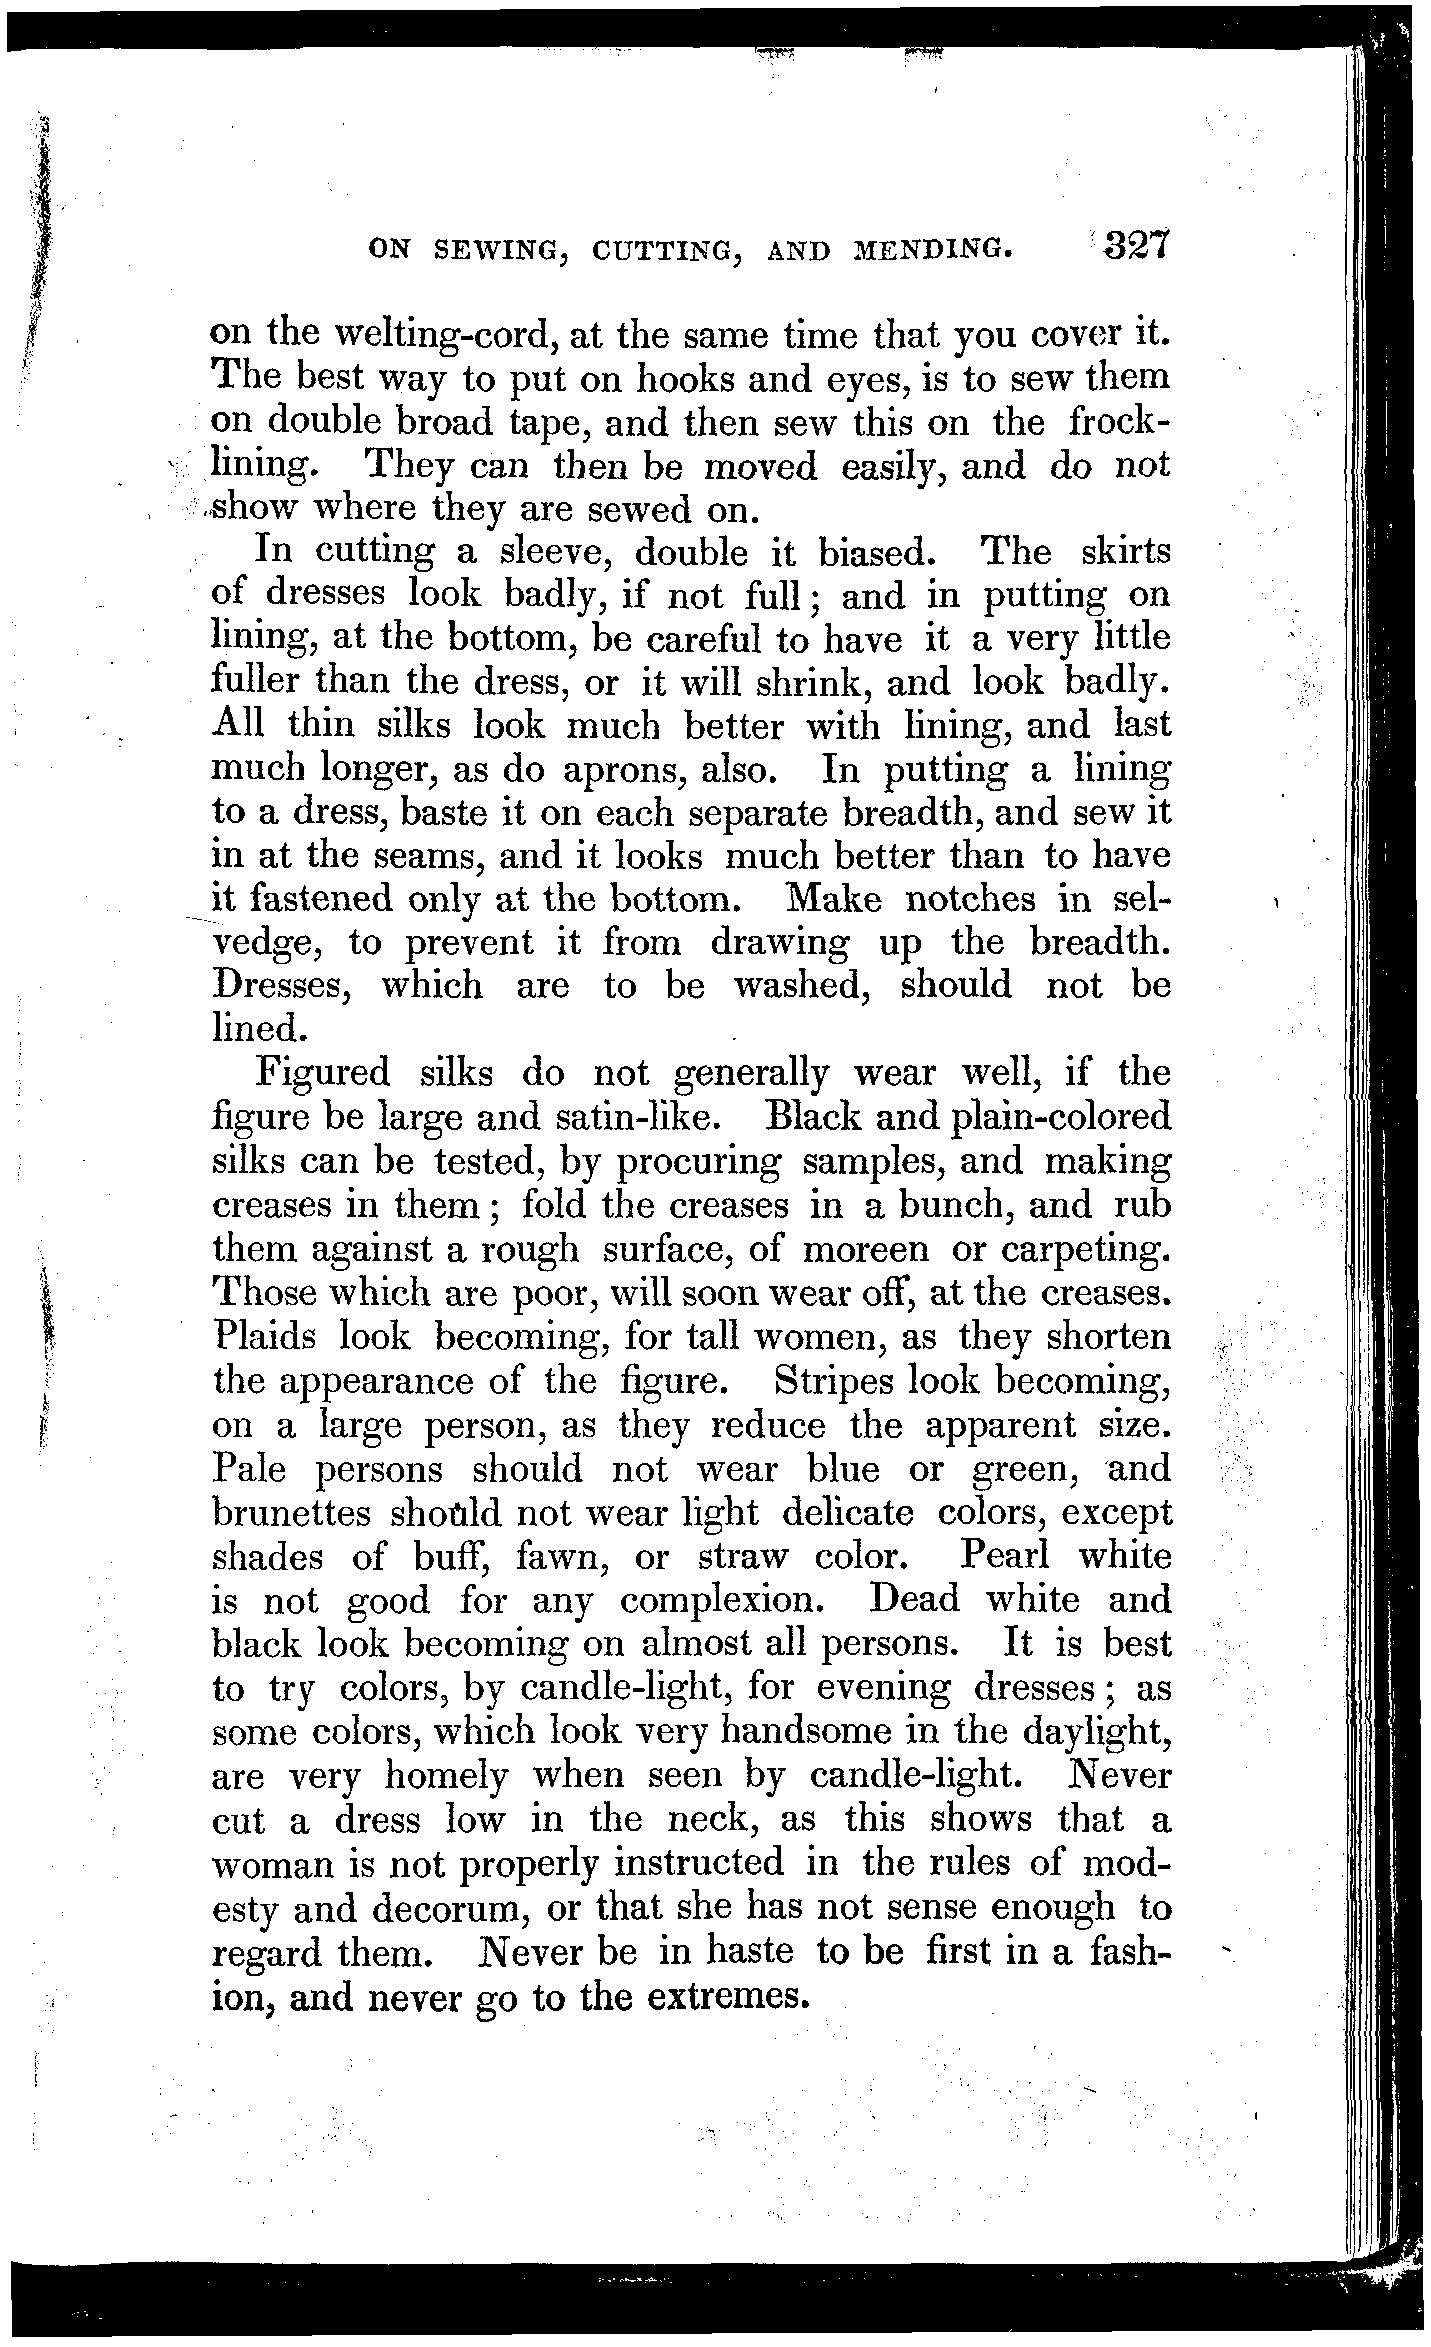 ON SEWING, CUTTING, AND MENDING. 327
on the welting-cord, at the same time that you cover it.
The best way to put on hooks and eyes, is to sew them
on double broad tape, and then sew this on the frock-
lining. They can then be moved easily, and do not
show where they are sewed on.
In cutting a sleeve, double it biased. The skirts
of dresses look badly, if not full; and in putting on
lining, at the bottom, be careful to have it a very little
fuller than the dress, or it will shrink, and look badly.
All thin silks look much better with lining, and last
much longer, as do aprons, also. In putting a lining
to a dress, baste it on each separate breadth, and sew it
in at the seams, and it looks much better than to have
it fastened only at the bottom. Make notches in sel-
vedge, to prevent it from drawing up the breadth.
Dresses, which are to be washed, should not be
lined.
Figured silks do not generally wear well, if the
figure be large and satin-like. Black and plain-colored
silks can be tested, by procuring samples, and making
creases in them; fold the creases in a bunch, and rub
them against a rough surface, of moreen or carpeting.
Those which are poor, will soon wear off, at the creases.
Plaids look becoming, for tall women, as they shorten
the appearance of the figure. Stripes look becoming,
on a large person, as they reduce the apparent size.
Pale persons should not wear blue or green, and
brunettes should not wear light delicate colors, except
shades of buff, fawn, or straw color. Pearl white
is not good for any complexion. Dead white and
black look becoming on almost all persons. It is best
to try colors, by candle-light, for evening dresses; as
some colors, which look very handsome in the daylight,
are very homely when seen by candle-light. Never
cut a dress low in the neck, as this shows that a
woman is not properly instructed in the rules of mod-
esty and decorum, or that she has not sense enough to
regard them. Never be in haste to be first in a fash-
ion, and never go to the extremes.